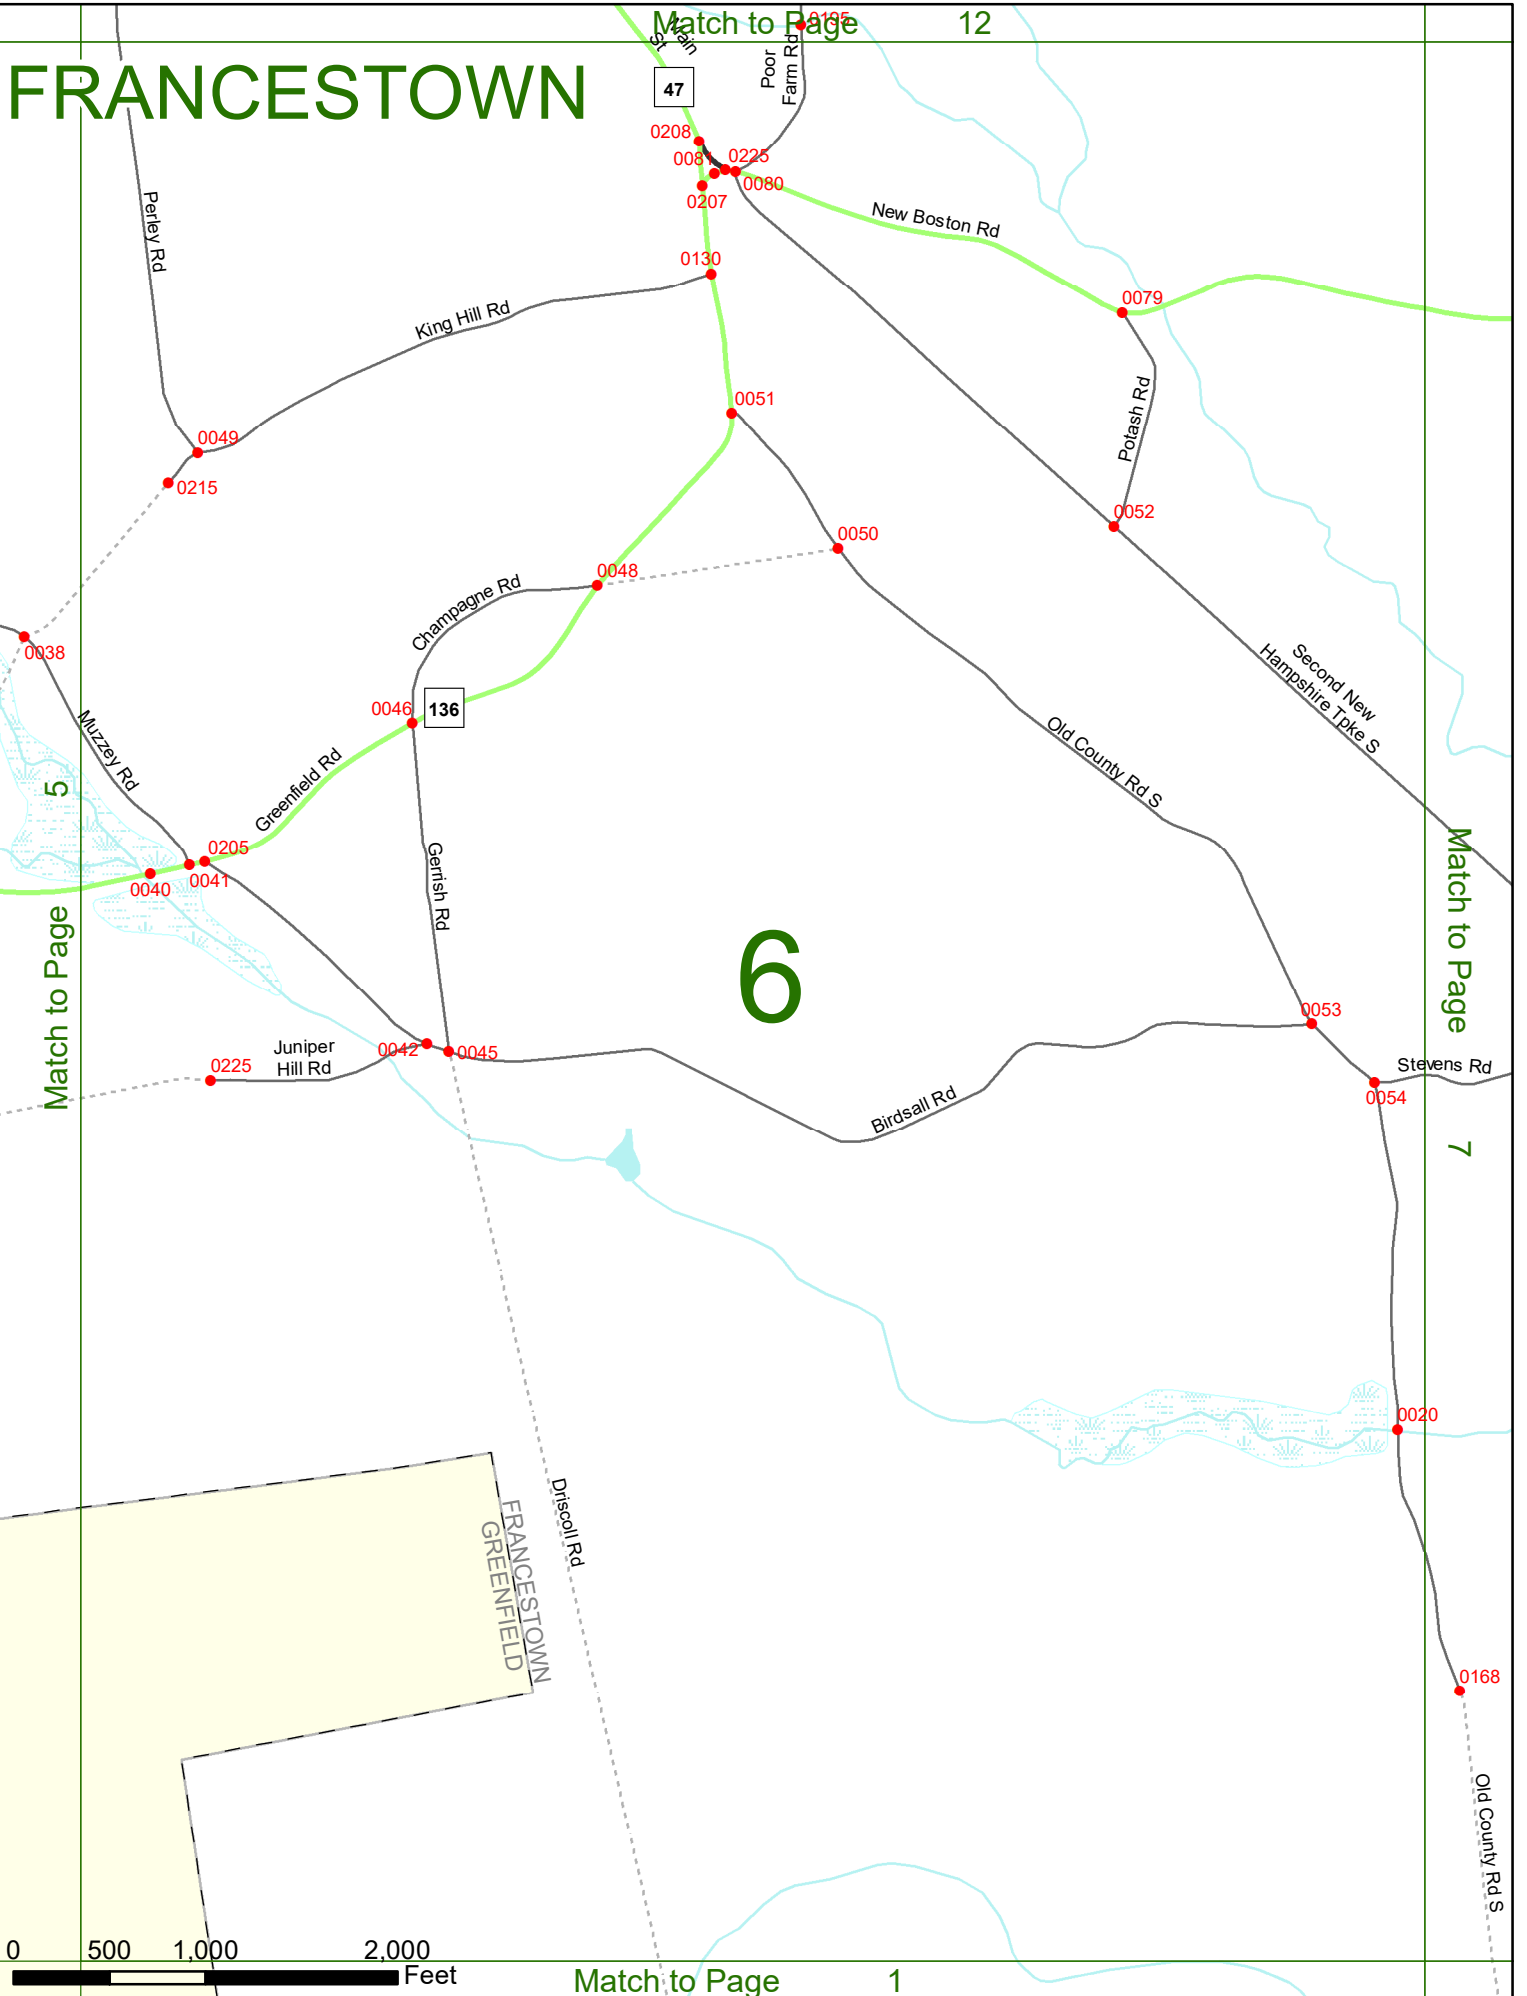 Match to Page 12
0195
Main
St
Poor
Farm Rd
FRANCESTOWN
47
0208
0081
0225
0080
0207
Perley Rd
New Boston Rd
0130
0079
King Hill Rd
0051
Potash Rd
0049
0215
0052
0050
0048
Champagne Rd
0038
Second New
Hampshire Tpke S
0046
136
Muzzey Rd
Old County Rd S
Greenfield Rd
5
Match to Page
0205
0041
0040
Gerrish Rd
6
Match to Page
7
0053
0042
0045
Juniper
Hill Rd
0225
Stevens Rd
0054
Birdsall Rd
0020
Driscoll Rd
FRANCESTOWN
GREENFIELD
0168
Old County Rd S
0 500 1,000 2,000
Feet
Match to Page 1